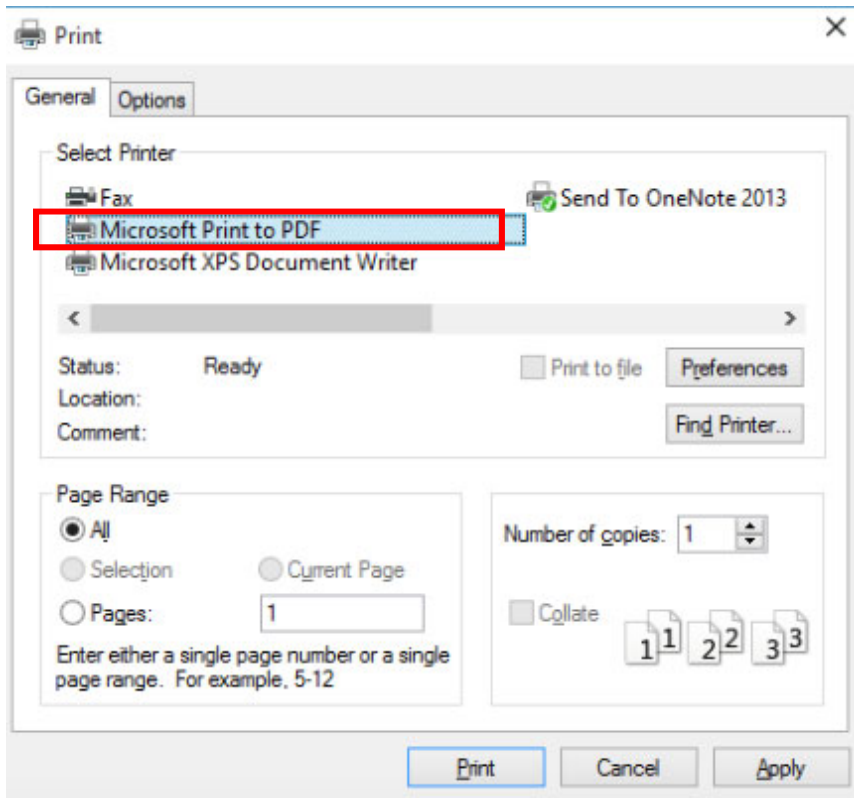 Print
General Options
Select Printer
Fax Send To OneNote 2013
Microsoft Print to PDF
Microsoft XPS Document Writer
Status: Ready Print to file Preferences
Location:
Comment: Find Printer...
Page Range
All
Selection Current Page
Pages: 1
Enter either a single page number or a single
page range. For example, 5-12
Number of copies: 1
Collate
1 1 2 2 3 3
Print Cancel Apply